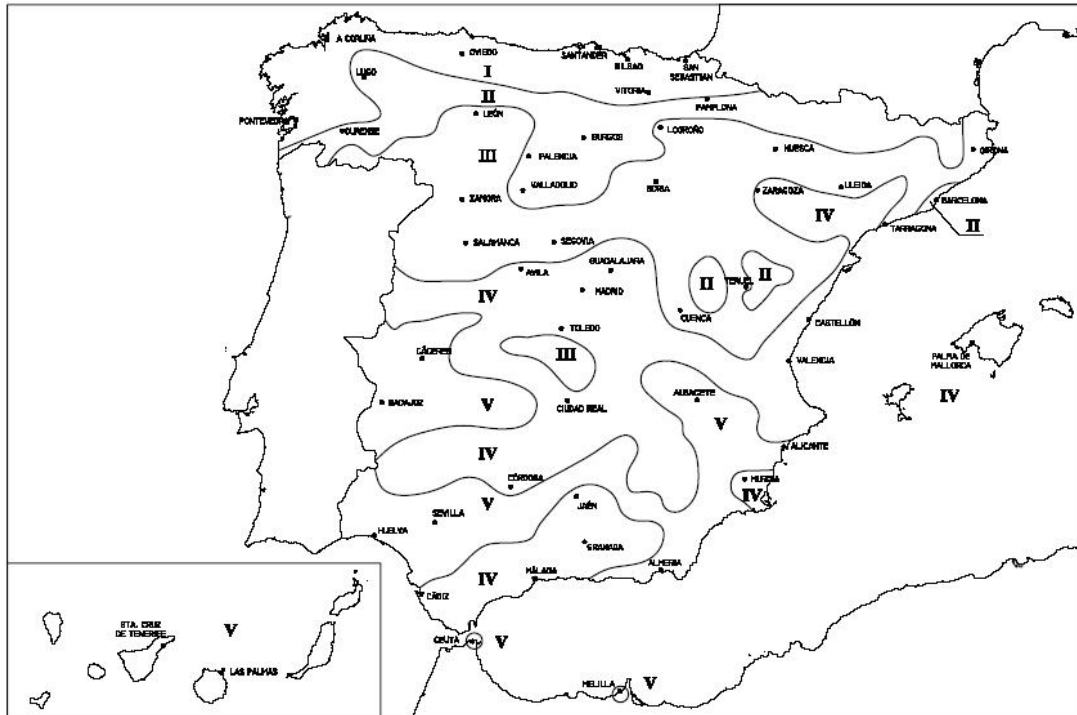 A CORUÑA
OVIEDO
SANTANDER
BILBAO
SAN
SEBASTIAN
LUGO
I
VITORIA
PAMPLONA
II
LEÓN
PONTEVEDRA
OURENSE
BURGOS
LOGROÑO
HUESCA
GIRONA
III
PALENCIA
ZAMORA
VALLADOLID
SORIA
ZARAGOZA
LLEIDA
BARCELONA
IV
TARRAGONA
II
SALAMANCA
SEGOVIA
GUADALAJARA
AVILA
MADRID
II
TERUEL
II
IV
CUENCA
CASTELLÓN
TOLEDO
CÁCERES
III
VALENCIA
PALMA DE
MALLORCA
IV
BADAJOZ
V
CIUDAD REAL
ALBACETE
V
ALICANTE
IV
CÓRDOBA
MURCIA
IV
V
JAÉN
SEVILLA
HUELVA
GRANADA
ALMERIA
IV
MÁLAGA
CÁDIZ
STA. CRUZ
DE TENERIFE
V
LAS PALMAS
CEUTA
V
MELILLA
V